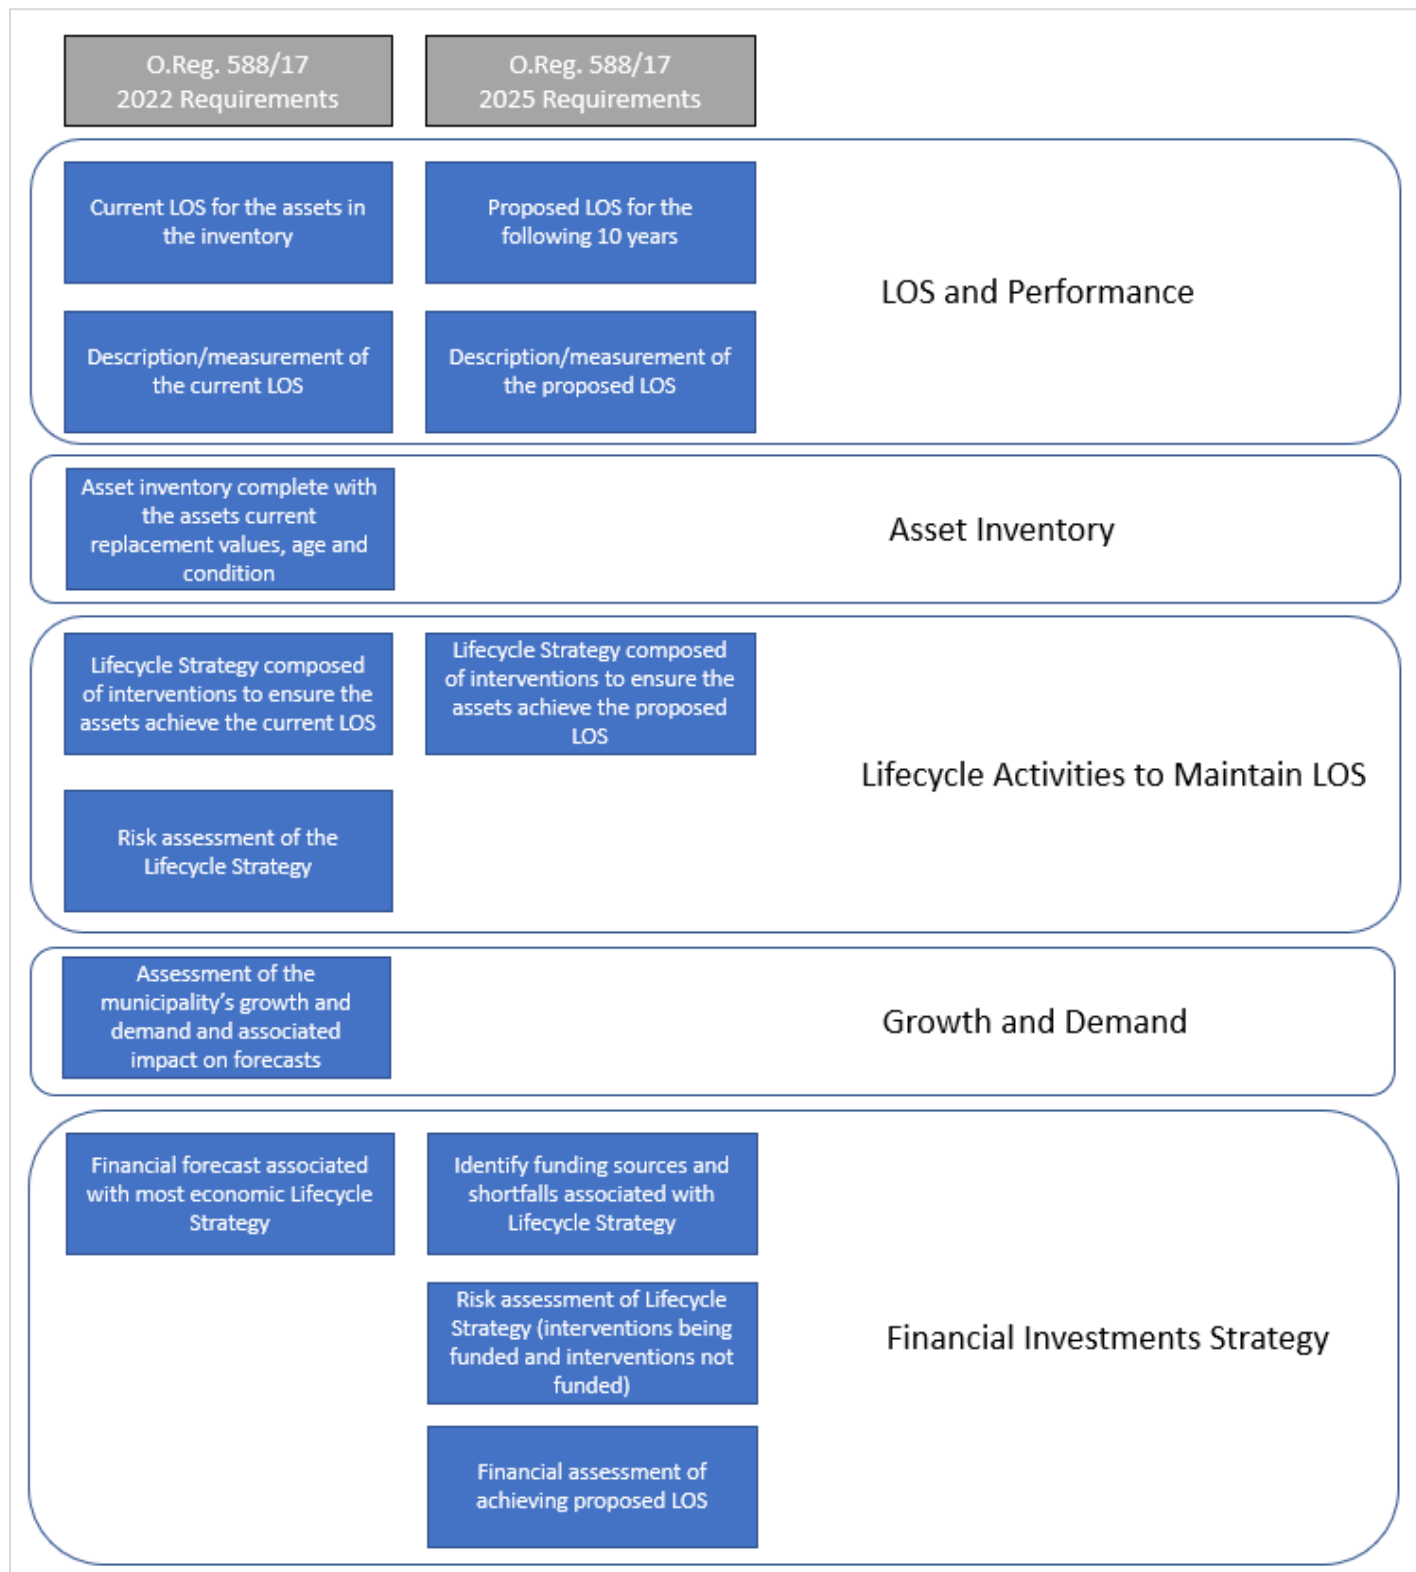 O.Reg. 588/17
2022 Requirements
O.Reg. 588/17
2025 Requirements
Current LOS for the assets in
the inventory
Proposed LOS for the
following 10 years
Description/measurement of
the current LOS
Description/measurement of
the proposed LOS
LOS and Performance
Asset inventory complete with
the assets current
replacement values, age and
condition
Asset Inventory
Lifecycle Strategy composed
of interventions to ensure the
assets achieve the current LOS
Lifecycle Strategy composed
of interventions to ensure the
assets achieve the proposed
LOS
Risk assessment of the
Lifecycle Strategy
Lifecycle Activities to Maintain LOS
Assessment of the
municipality’s growth and
demand and associated
impact on forecasts
Growth and Demand
Financial forecast associated
with most economic Lifecycle
Strategy
Identify funding sources and
shortfalls associated with
Lifecycle Strategy
Risk assessment of Lifecycle
Strategy (interventions being
funded and interventions not
funded)
Financial assessment of
achieving proposed LOS
Financial Investments Strategy